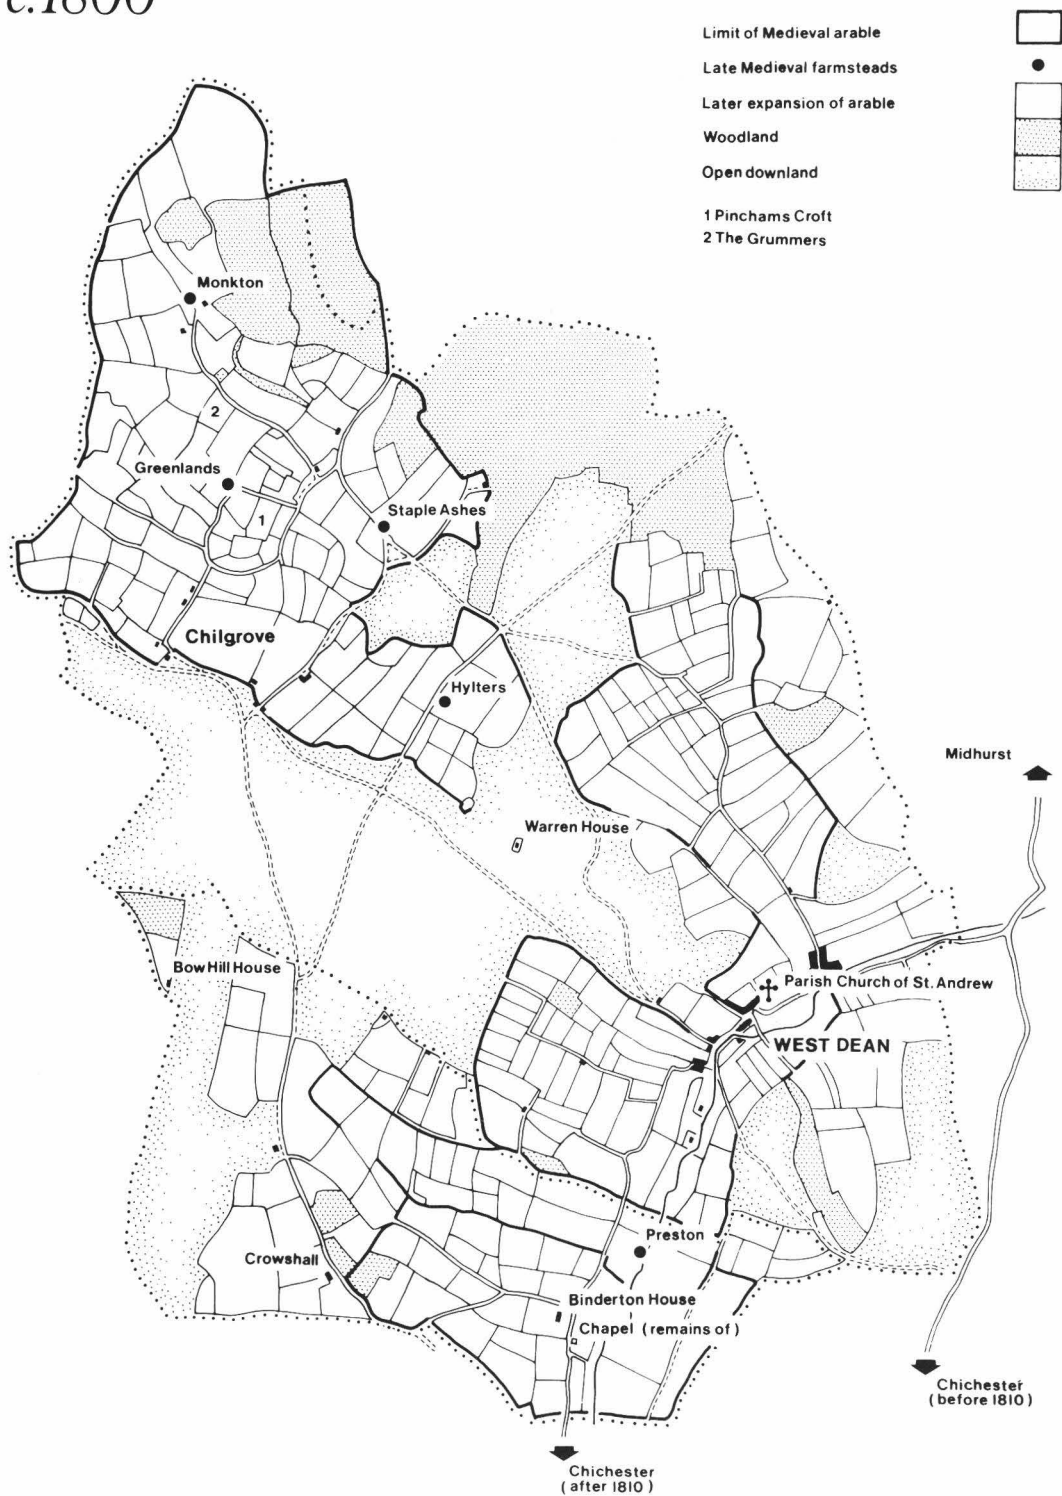 c.1800
Limit of Medieval arable
Late Medieval farmsteads
Later expansion of arable
Woodland
Open downland
1 Pinchams Croft
2 The Grummers
Monkton
2
Greenlands
1
Staple Ashes
Chilgrove
Hylters
Midhurst
Warren House
Bow Hill House
Parish Church of St. Andrew
WEST DEAN
Preston
Crowshall
Binderton House
Chapel (remains of)
Chichester
(before 1810)
Chichester
(after 1810)